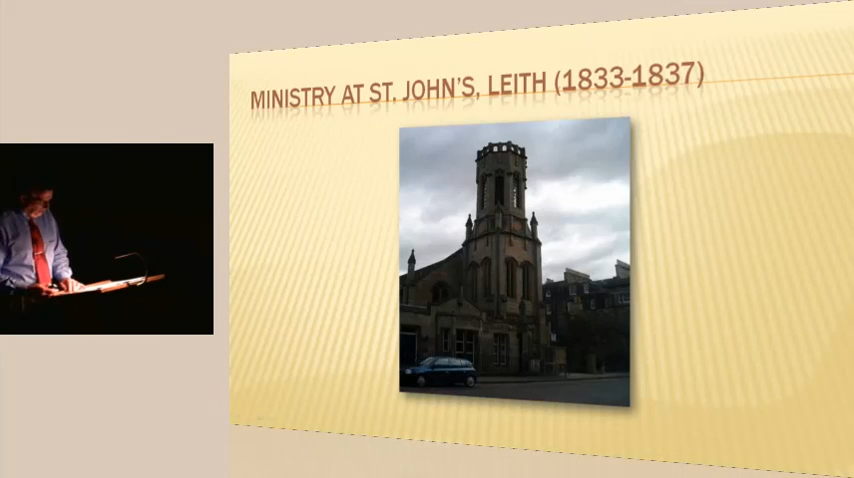 MINISTRY AT ST. JOHN'S, LEITH (1833-1837)